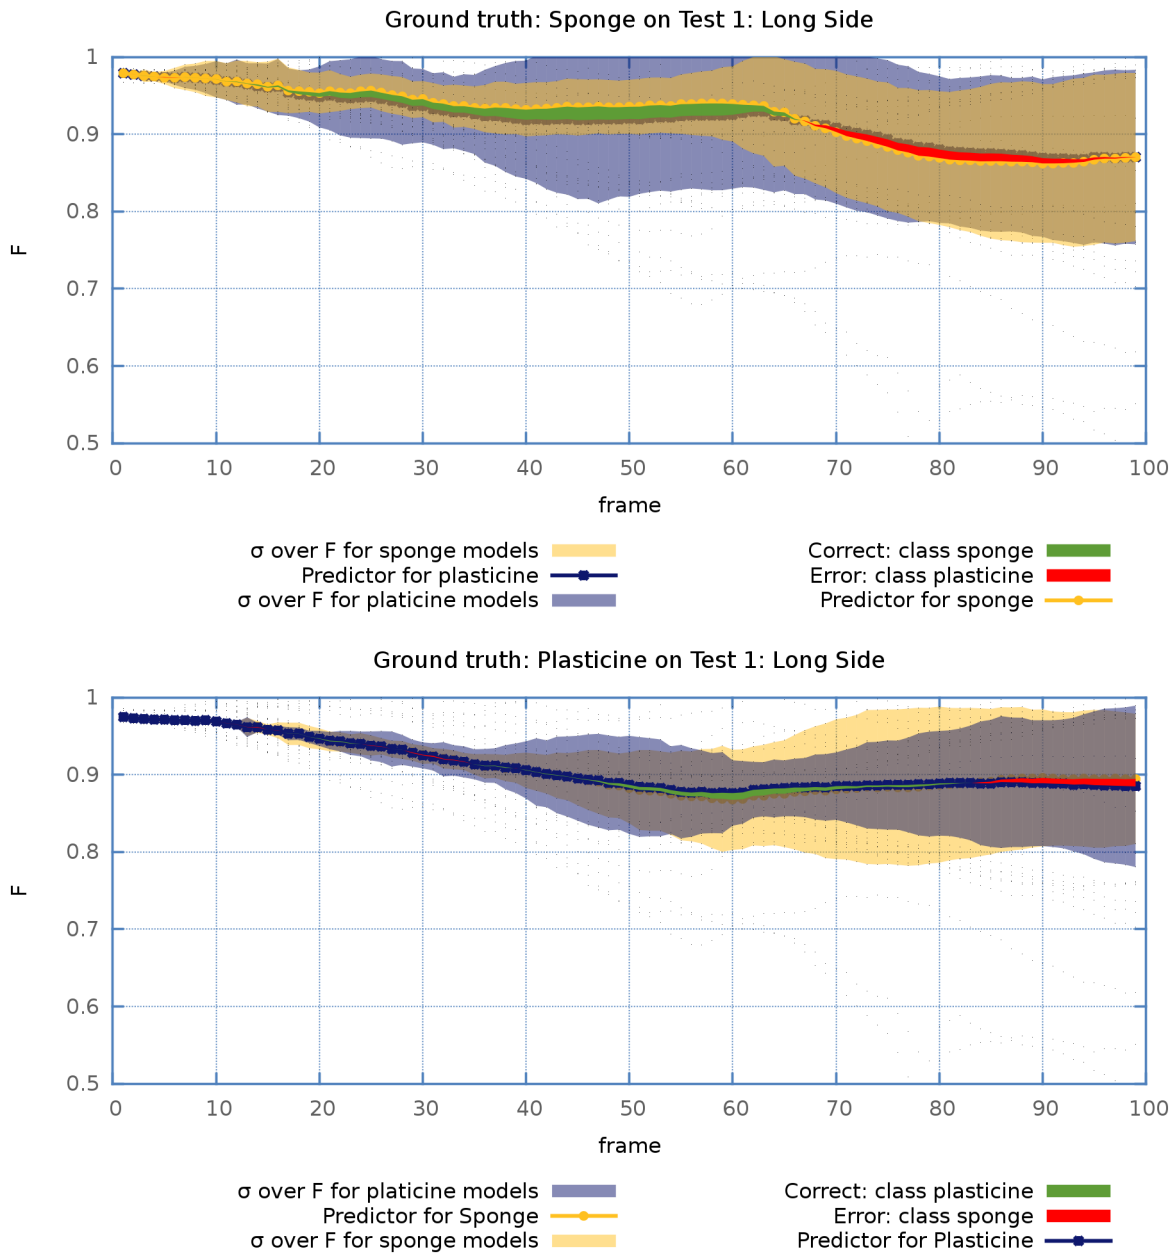 Ground truth: Sponge on Test 1: Long Side
1
0.9
0.8
0.7
0.6
0.5
F
0 10 20 30 40 50 60 70 80 90 100
frame
σ over F for sponge models
Predictor for plasticine
σ over F for platicine models
Correct: class sponge
Error: class plasticine
Predictor for sponge
Ground truth: Plasticine on Test 1: Long Side
1
0.9
0.8
0.7
0.6
0.5
F
0 10 20 30 40 50 60 70 80 90 100
frame
σ over F for platicine models
Predictor for Sponge
σ over F for sponge models
Correct: class plasticine
Error: class sponge
Predictor for Plasticine